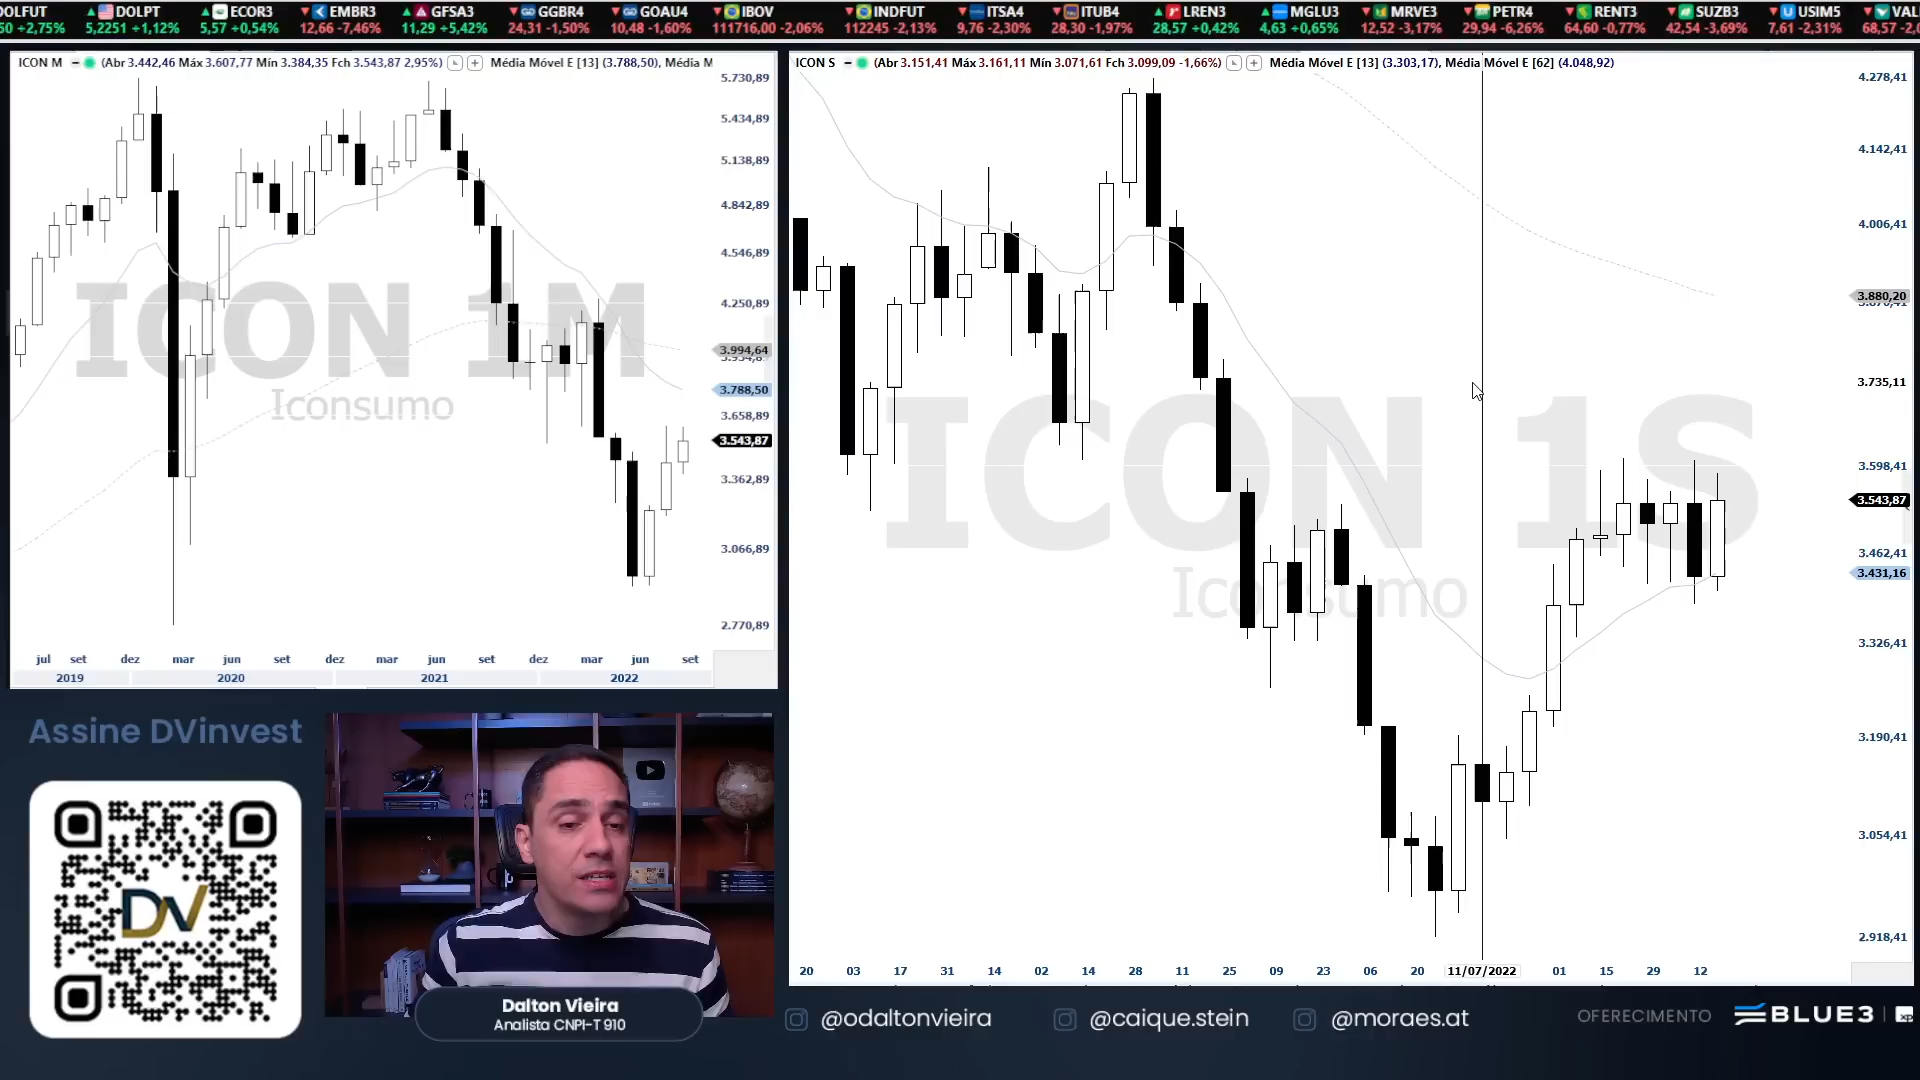 DOLFUT DOLPT ECOR3 EMBR3 GFSA3 GGBR4 GOAU4 IBOV INDFUT ITSA4 ITUB4 LREN3 MGLU3 MRVE3 PETR4 RENT3 SUZB3 USIM5 VAL
50 +2,75% 5,2251 +1,12% 5,57 +0,54% 12,66 -7,46% 11,29 +5,42% 24,31 -1,50% 10,48 -1,60% 111716,00 -2,06% 112245 -2,13% 9,76 -2,30% 28,30 -1,97% 28,57 +0,42% 4,63 +0,65% 12,52 -3,17% 29,94 -6,26% 64,60 -0,77% 42,54 -3,69% 7,61 -2,31% 68,57 -2,0
ICON M (Abr 3.442,46 Máx 3.607,77 Mín 3.384,35 Fch 3.543,87 2,95%) Média Móvel E [13] (3.788,50), Média M
5.730,89
5.434,89
5.138,89
4.842,89
4.546,89
4.250,89
3.994,64
3.788,50
3.658,89
3.543,87
3.362,89
3.066,89
2.770,89
ICON 1M
Iconsumo
jul set dez mar jun set dez mar jun set dez mar jun set
2019 2020 2021 2022
ICON S (Abr 3.151,41 Máx 3.161,11 Mín 3.071,61 Fch 3.099,09 -1,66%) Média Móvel E [13] (3.303,17), Média Móvel E [62] (4.048,92)
4.278,41
4.142,41
4.006,41
3.880,20
3.735,11
3.598,41
3.543,87
3.462,41
3.431,16
3.326,41
3.190,41
3.054,41
2.918,41
ICON 1S
Iconsumo
20 03 17 31 14 02 14 28 11 25 09 23 06 20 11/07/2022 01 15 29 12
Assine DVinvest
DV
Dalton Vieira
Analista CNPI-T 910
@odaltonvieira @caique.stein @moraes.at
OFERECIMENTO BLUE3 xp